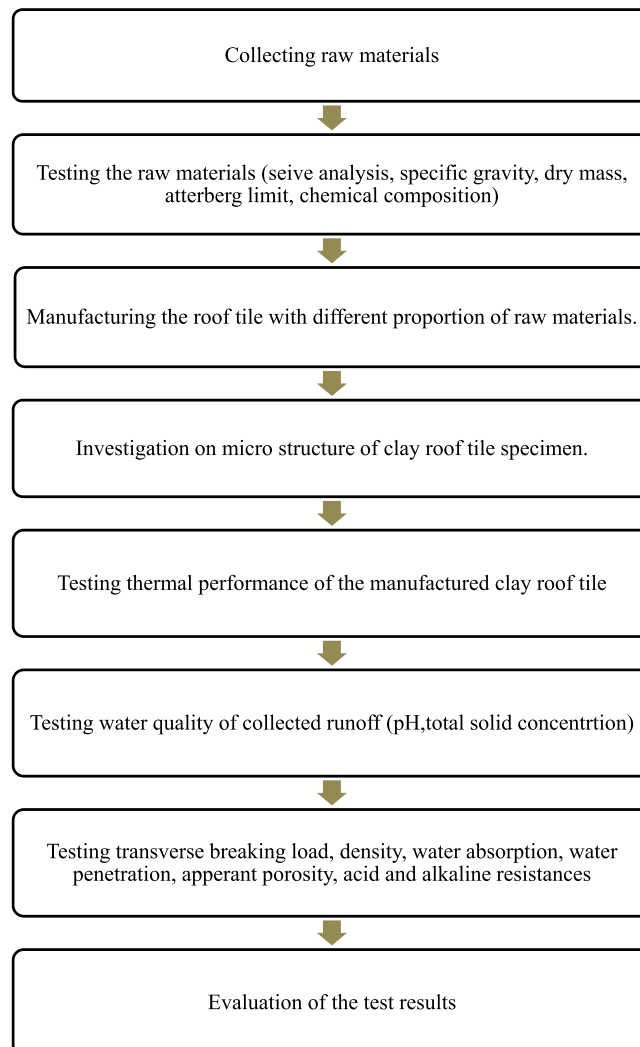 Collecting raw materials
Testing the raw materials (seive analysis, specific gravity, dry mass,
atterberg limit, chemical composition)
Manufacturing the roof tile with different proportion of raw materials.
Investigation on micro structure of clay roof tile specimen.
Testing thermal performance of the manufactured clay roof tile
Testing water quality of collected runoff (pH,total solid concentrtion)
Testing transverse breaking load, density, water absorption, water
penetration, apperant porosity, acid and alkaline resistances
Evaluation of the test results